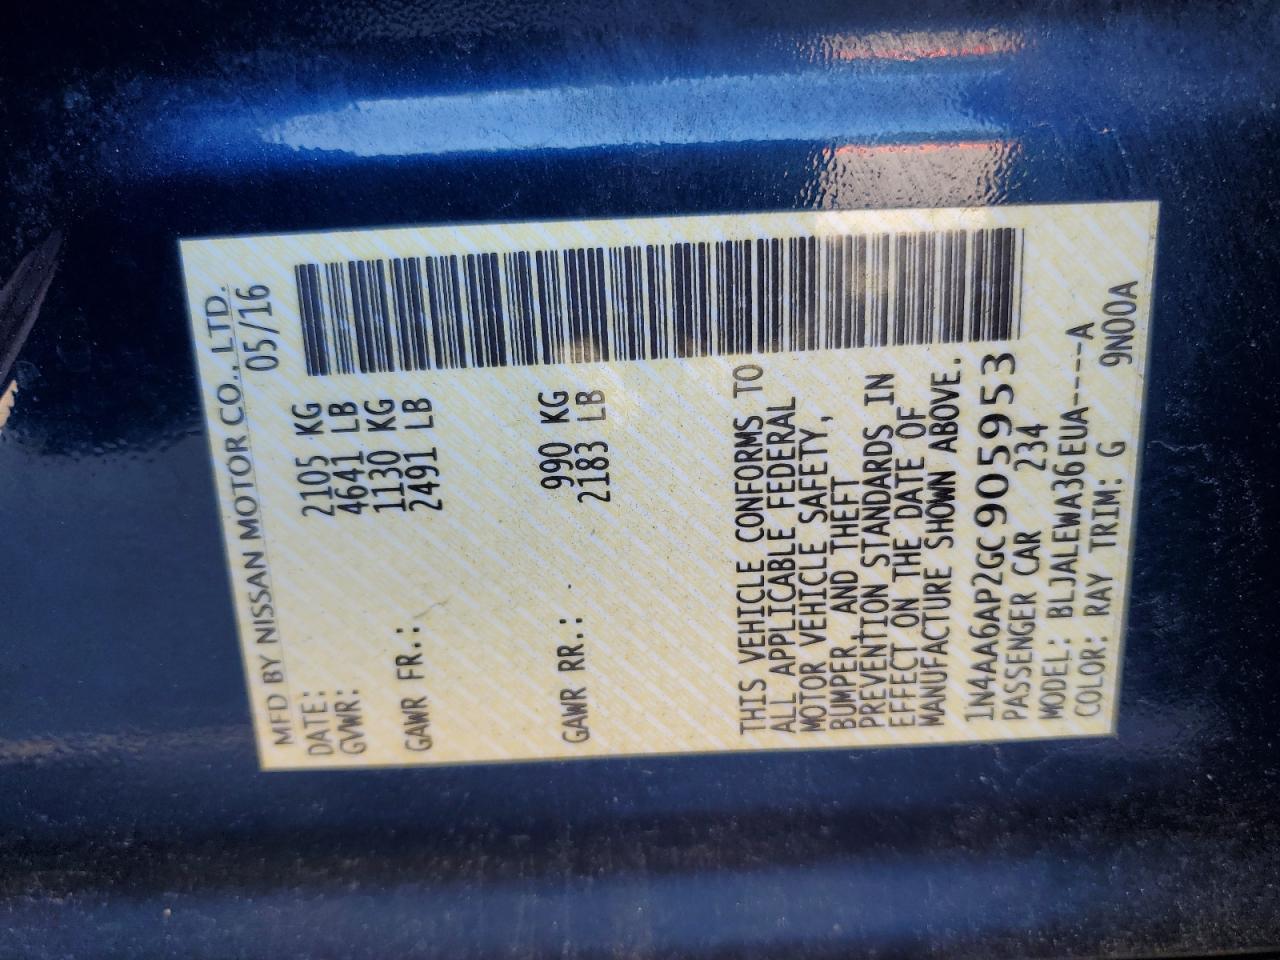 MFD BY NISSAN MOTOR CO., LTD.
DATE: 05/16
GVWR: 2105 KG
4641 LB
GAWR FR.: 1130 KG
2491 LB
GAWR RR.: 990 KG
2183 LB
THIS VEHICLE CONFORMS TO
ALL APPLICABLE FEDERAL
MOTOR VEHICLE SAFETY,
BUMPER, AND THEFT
PREVENTION STANDARDS IN
EFFECT ON THE DATE OF
MANUFACTURE SHOWN ABOVE.
1N4AA6AP2GC905953
PASSENGER CAR 234
MODEL: BLJALEWA36EUA----A
COLOR: RAY TRIM: G 9N00A